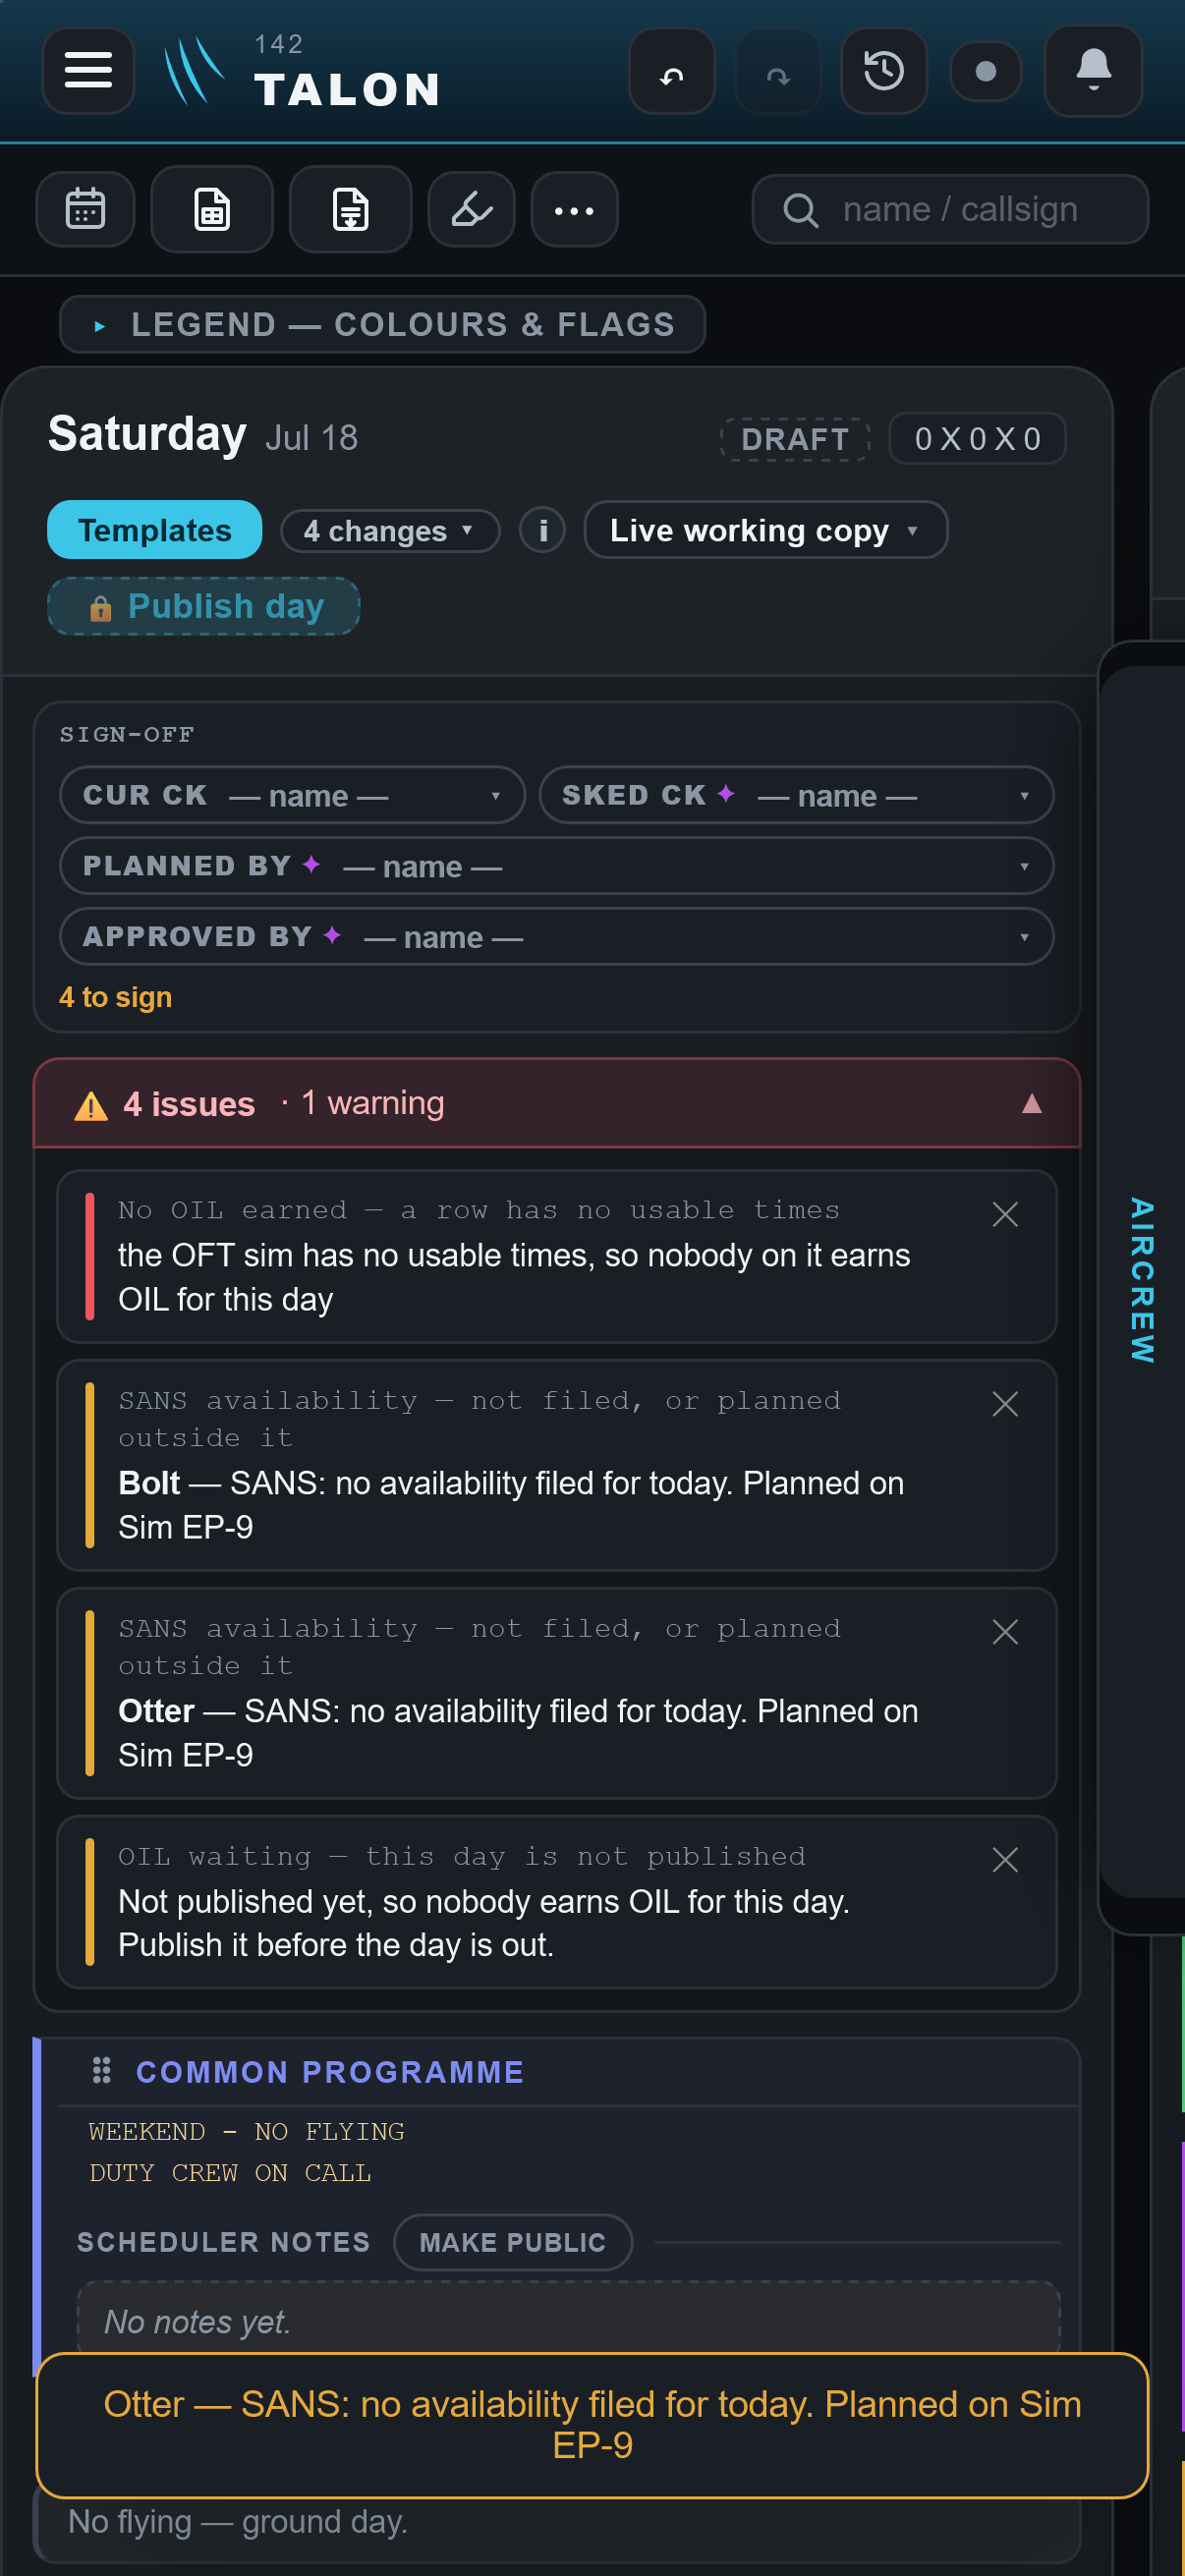 142
TALON
name / callsign
LEGEND — COLOURS & FLAGS
Saturday Jul 18
DRAFT
0 X 0 X 0
Templates
4 changes
i
Live working copy
Publish day
SIGN-OFF
CUR CK — name —
SKED CK — name —
PLANNED BY — name —
APPROVED BY — name —
4 to sign
4 issues · 1 warning
No OIL earned — a row has no usable times
the OFT sim has no usable times, so nobody on it earns
OIL for this day
SANS availability — not filed, or planned
outside it
Bolt — SANS: no availability filed for today. Planned on
Sim EP-9
SANS availability — not filed, or planned
outside it
Otter — SANS: no availability filed for today. Planned on
Sim EP-9
OIL waiting — this day is not published
Not published yet, so nobody earns OIL for this day.
Publish it before the day is out.
AIRCREW
COMMON PROGRAMME
WEEKEND - NO FLYING
DUTY CREW ON CALL
SCHEDULER NOTES
MAKE PUBLIC
No notes yet.
Otter — SANS: no availability filed for today. Planned on Sim
EP-9
No flying — ground day.